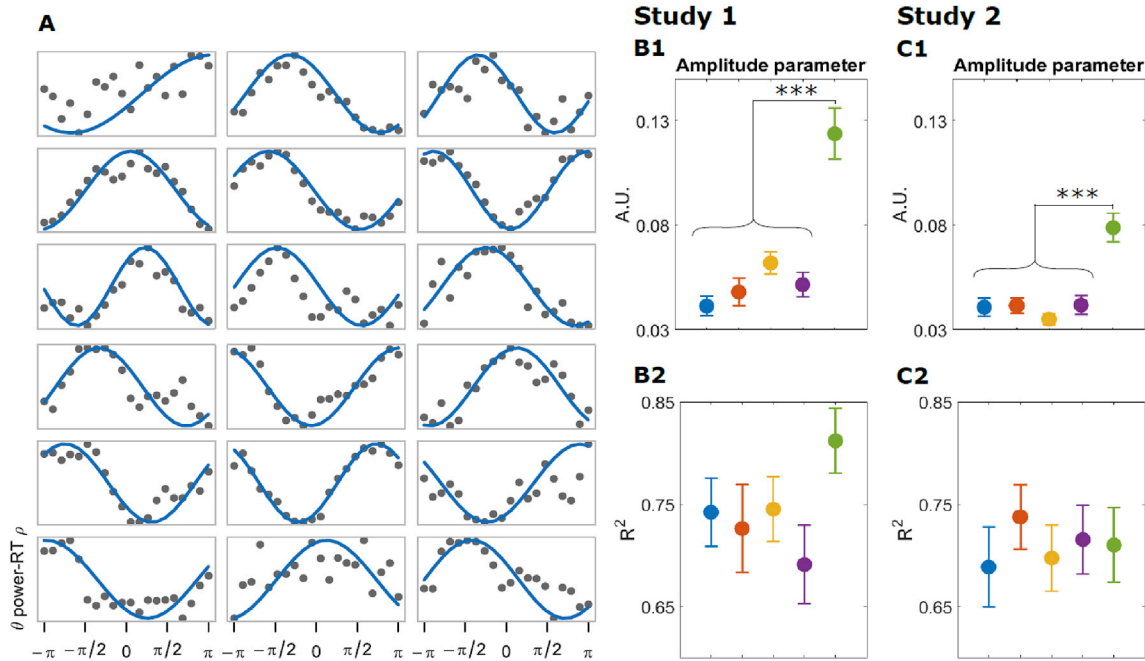 A
θ power-RT ρ
−π −π/2 0 π/2 π
−π −π/2 0 π/2 π
−π −π/2 0 π/2 π
Study 1
B1
Amplitude parameter
***
0.13
0.08
0.03
A.U.
B2
0.85
0.75
0.65
R²
Study 2
C1
Amplitude parameter
***
0.13
0.08
0.03
A.U.
C2
0.85
0.75
0.65
R²